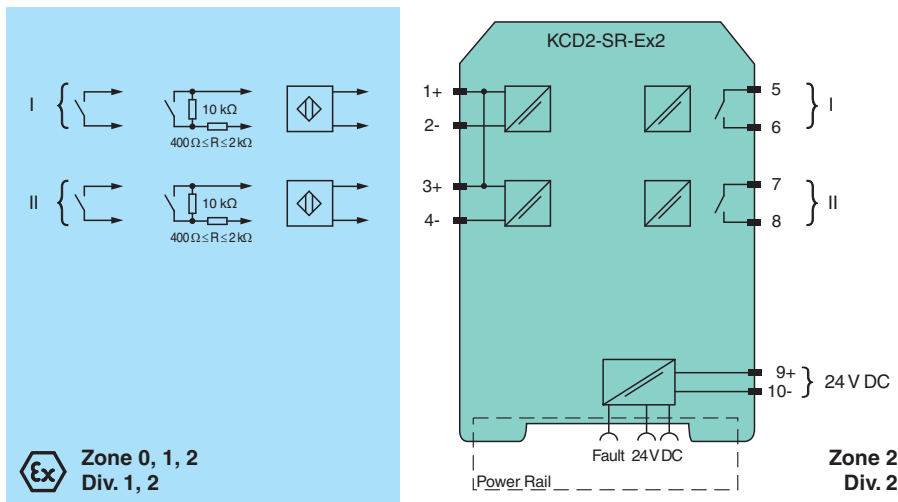 KCD2-SR-Ex2
I
10 kΩ
400 Ω ≤ R ≤ 2 kΩ
1+
2-
5
6
I
II
10 kΩ
400 Ω ≤ R ≤ 2 kΩ
3+
4-
7
8
II
9+
10-
24 V DC
Fault 24 V DC
Power Rail
Ex
Zone 0, 1, 2
Div. 1, 2
Zone 2
Div. 2